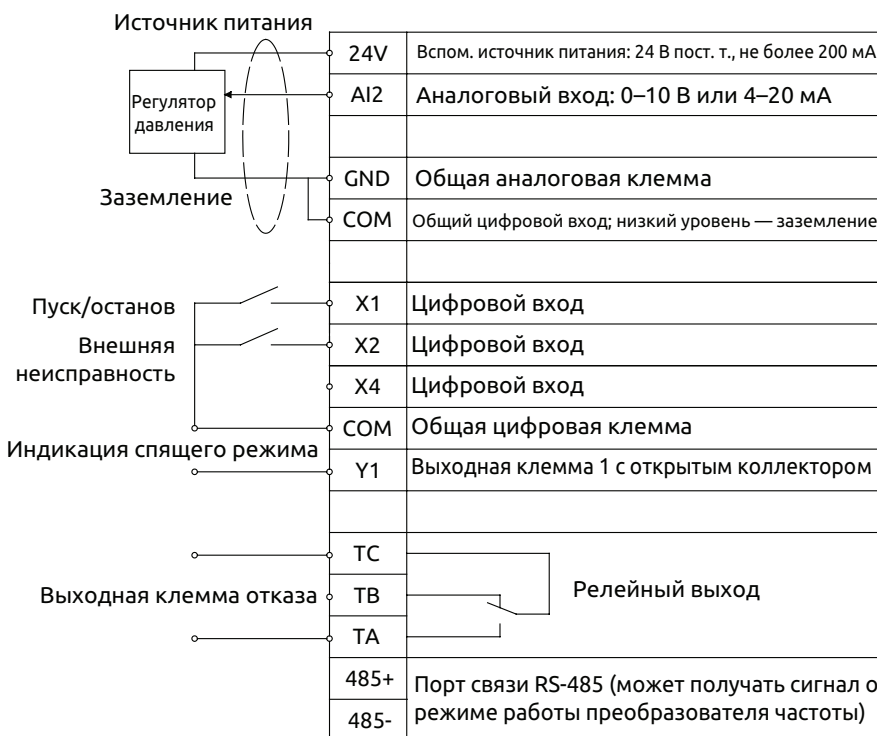 Источник питания
24V Вспом. источник питания: 24 В пост. т., не более 200 мА
Регулятор
давления
AI2 Аналоговый вход: 0–10 В или 4–20 мА
GND Общая аналоговая клемма
Заземление
COM Общий цифровой вход; низкий уровень — заземление
Пуск/останов
X1 Цифровой вход
Внешняя
неисправность
X2 Цифровой вход
X4 Цифровой вход
COM Общая цифровая клемма
Индикация спящего режима
Y1 Выходная клемма 1 с открытым коллектором
TC
Выходная клемма отказа
TB
Релейный выход
TA
485+
485-
Порт связи RS-485 (может получать сигнал о
режиме работы преобразователя частоты)